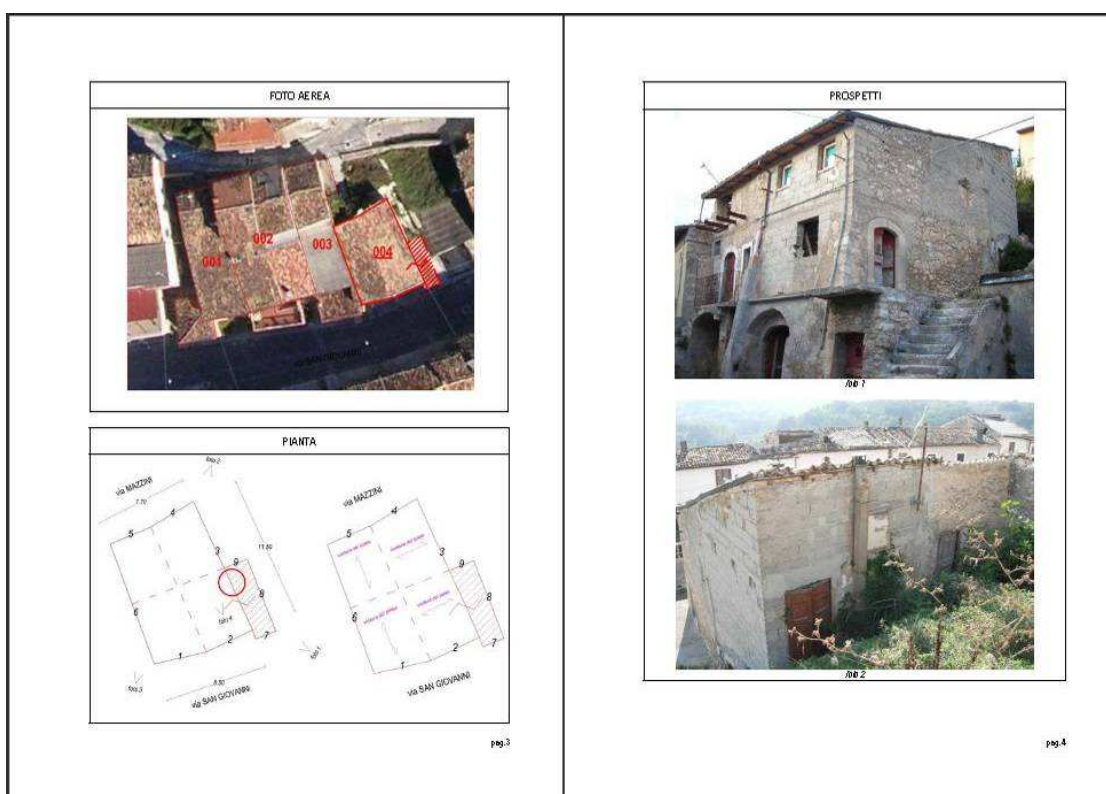 FOTO AEREA
001
002
003
004
via SAN GIOVANNI
PIANTA
via MAZZINI
7.70
foto 2
5
4
3
9
11.50
6
8
foto 4
7
2
1
foto 1
foto 3
8.50
via SAN GIOVANNI
via MAZZINI
5
4
3
9
6
8
7
2
1
via SAN GIOVANNI
pag.3
PROSPETTI
foto 1
foto 2
pag.4